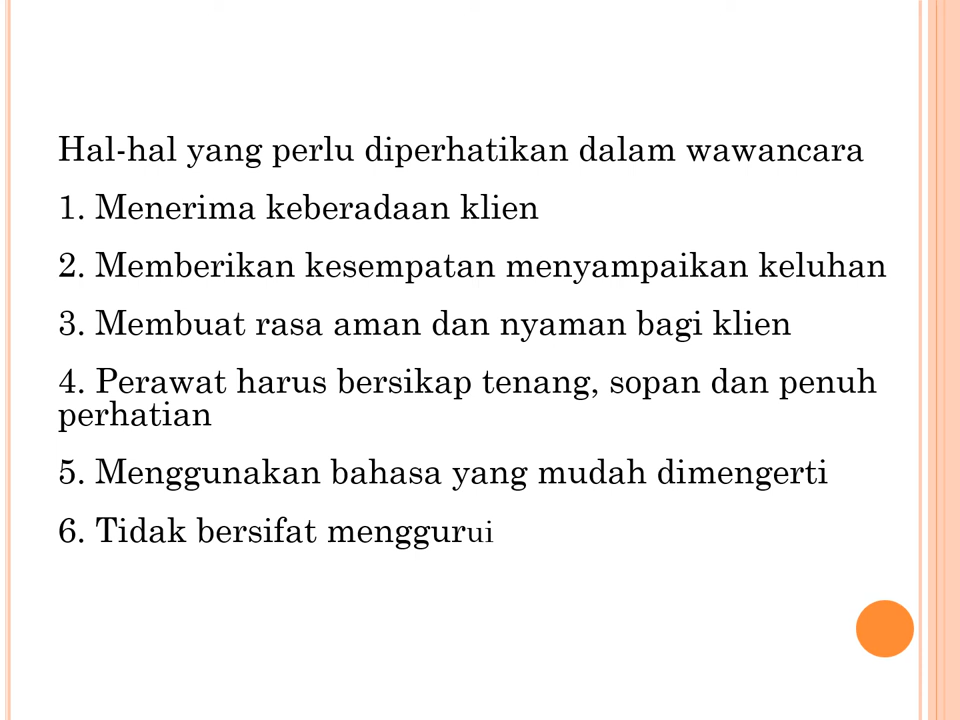 Hal-hal yang perlu diperhatikan dalam wawancara
1. Menerima keberadaan klien
2. Memberikan kesempatan menyampaikan keluhan
3. Membuat rasa aman dan nyaman bagi klien
4. Perawat harus bersikap tenang, sopan dan penuh
perhatian
5. Menggunakan bahasa yang mudah dimengerti
6. Tidak bersifat menggurui